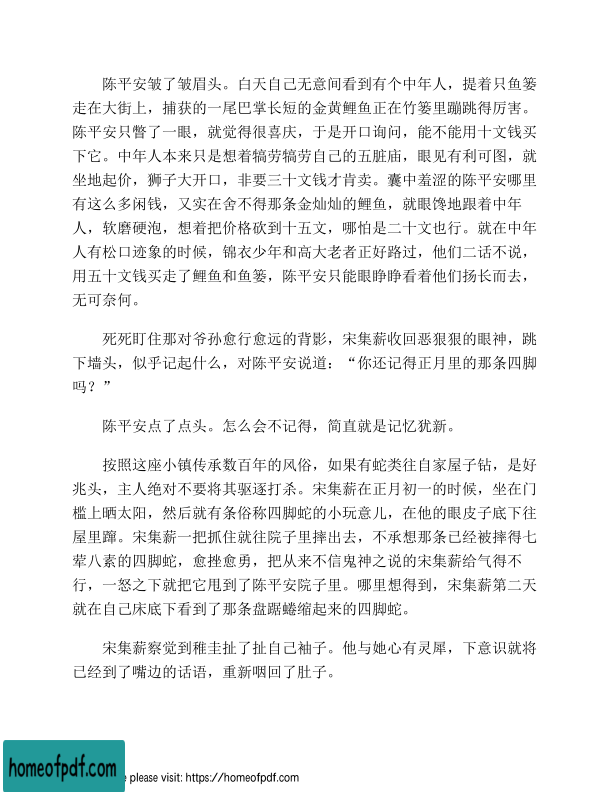 陈平安皱了皱眉头。白天自己无意间看到有个中年人，提着只鱼篓
走在大街上，捕获的一尾巴掌长短的金黄鲤鱼正在竹篓里蹦跳得厉害。
陈平安只瞥了一眼，就觉得很喜庆，于是开口询问，能不能用十文钱买
下它。中年人本来只是想着犒劳犒劳自己的五脏庙，眼见有利可图，就
坐地起价，狮子大开口，非要三十文钱才肯卖。囊中羞涩的陈平安哪里
有这么多闲钱，又实在舍不得那条金灿灿的鲤鱼，就眼馋地跟着中年
人，软磨硬泡，想着把价格砍到十五文，哪怕是二十文也行。就在中年
人有松口迹象的时候，锦衣少年和高大老者正好路过，他们二话不说，
用五十文钱买走了鲤鱼和鱼篓，陈平安只能眼睁睁看着他们扬长而去，
无可奈何。
死死盯住那对爷孙愈行愈远的背影，宋集薪收回恶狠狠的眼神，跳
下墙头，似乎记起什么，对陈平安说道：“你还记得正月里的那条四脚
吗？”
陈平安点了点头。怎么会不记得，简直就是记忆犹新。
按照这座小镇传承数百年的风俗，如果有蛇类往自家屋子钻，是好
兆头，主人绝对不要将其驱逐打杀。宋集薪在正月初一的时候，坐在门
槛上晒太阳，然后就有条俗称四脚蛇的小玩意儿，在他的眼皮子底下往
屋里蹿。宋集薪一把抓住就往院子里摔出去，不承想那条已经被摔得七
荤八素的四脚蛇，愈挫愈勇，把从来不信鬼神之说的宋集薪给气得不
行，一怒之下就把它甩到了陈平安院子里。哪里想得到，宋集薪第二天
就在自己床底下看到了那条盘踞蜷缩起来的四脚蛇。
宋集薪察觉到稚圭扯了扯自己袖子。他与她心有灵犀，下意识就将
已经到了嘴边的话语，重新咽回了肚子。
homeofpdf.com
e please visit: https://homeofpdf.com